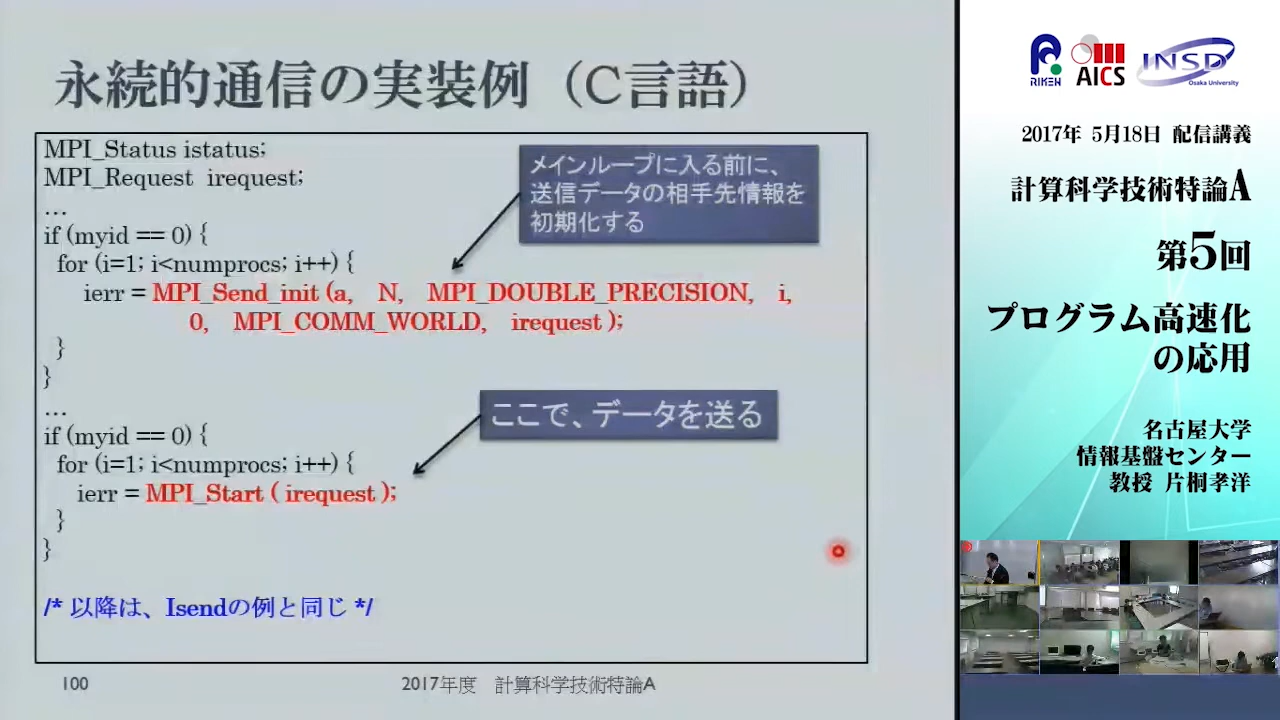 永続的通信の実装例（C言語）
MPI_Status istatus;
MPI_Request irequest;
…
if (myid == 0) {
for (i=1; i<numprocs; i++) {
ierr = MPI_Send_init (a, N, MPI_DOUBLE_PRECISION, i,
0, MPI_COMM_WORLD, irequest );
}
}
…
if (myid == 0) {
for (i=1; i<numprocs; i++) {
ierr = MPI_Start ( irequest );
}
}
/* 以降は、Isendの例と同じ */
メインループに入る前に、
送信データの相手先情報を
初期化する
ここで、データを送る
100
2017年度 計算科学技術特論A
RIKEN
AICS
INSD
Osaka University
2017年 5月18日 配信講義
計算科学技術特論A
第5回
プログラム高速化
の応用
名古屋大学
情報基盤センター
教授 片桐孝洋